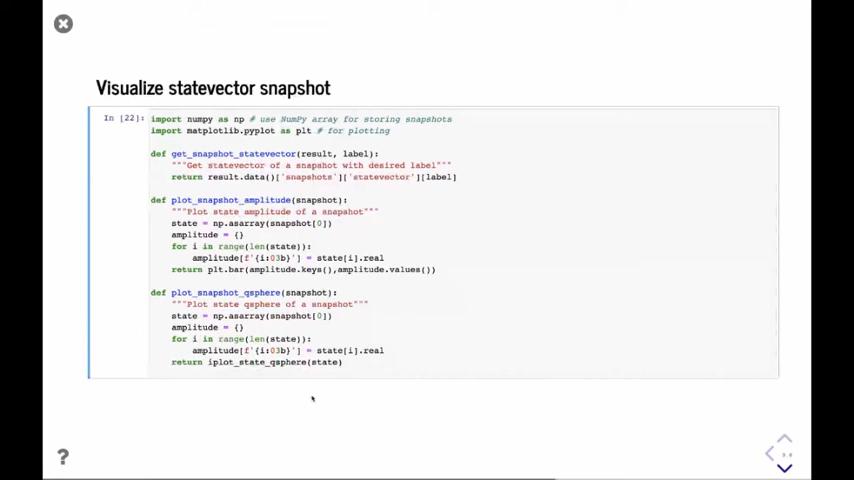 Visualize statevector snapshot
In [22]:
import numpy as np # use NumPy array for storing snapshots
import matplotlib.pyplot as plt # for plotting
def get_snapshot_statevector(result, label):
"""Get statevector of a snapshot with desired label"""
return result.data()['snapshots']['statevector'][label]
def plot_snapshot_amplitude(snapshot):
"""Plot state amplitude of a snapshot"""
state = np.asarray(snapshot[0])
amplitude = {}
for i in range(len(state)):
amplitude[f'{i:03b}'] = state[i].real
return plt.bar(amplitude.keys(),amplitude.values())
def plot_snapshot_qsphere(snapshot):
"""Plot state qsphere of a snapshot"""
state = np.asarray(snapshot[0])
amplitude = {}
for i in range(len(state)):
amplitude[f'{i:03b}'] = state[i].real
return iplot_state_qsphere(state)
?